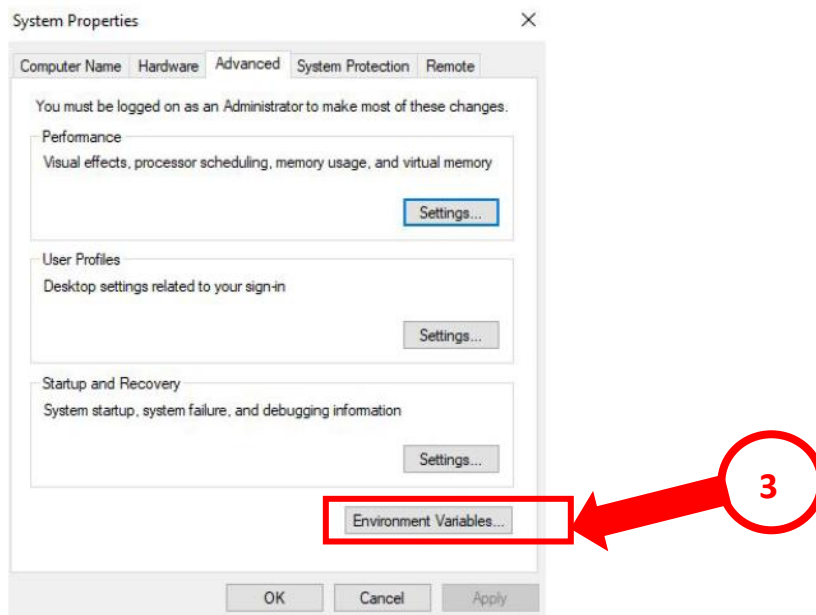 System Properties
Computer Name Hardware Advanced System Protection Remote
You must be logged on as an Administrator to make most of these changes.
Performance
Visual effects, processor scheduling, memory usage, and virtual memory
Settings...
User Profiles
Desktop settings related to your sign-in
Settings...
Startup and Recovery
System startup, system failure, and debugging information
Settings...
3
Environment Variables...
OK Cancel Apply